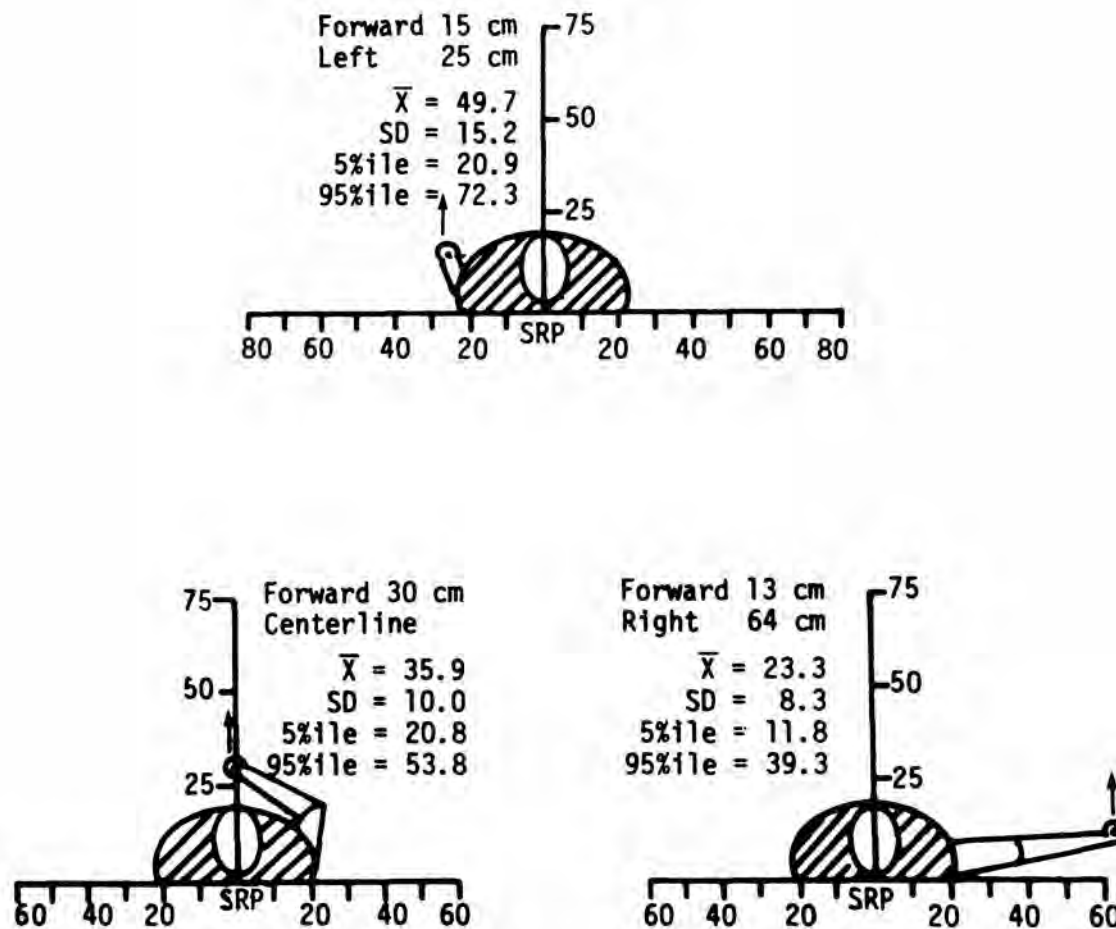 Forward 15 cm
Left 25 cm
X̅ = 49.7
SD = 15.2
5%ile = 20.9
95%ile = 72.3
75
50
25
SRP
80 60 40 20 20 40 60 80
Forward 30 cm
Centerline
X̅ = 35.9
SD = 10.0
5%ile = 20.8
95%ile = 53.8
75
50
25
SRP
60 40 20 20 40 60
Forward 13 cm
Right 64 cm
X̅ = 23.3
SD = 8.3
5%ile = 11.8
95%ile = 39.3
75
50
25
SRP
60 40 20 20 40 60